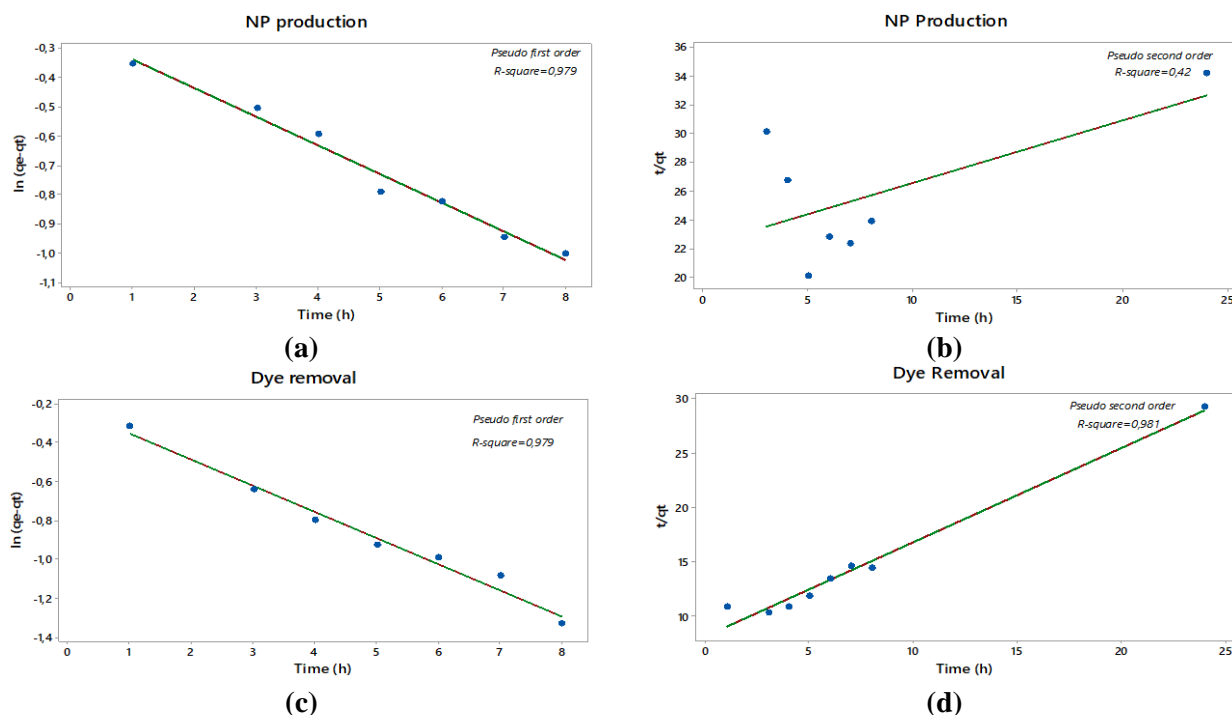 NP production
Pseudo first order
R-square=0,979
-0,3
-0,4
-0,5
-0,6
-0,7
-0,8
-0,9
-1,0
-1,1
ln (qe-qt)
0 1 2 3 4 5 6 7 8
Time (h)
(a)
NP Production
Pseudo second order
R-square=0,42
36
34
32
30
28
26
24
22
20
t/qt
0 5 10 15 20 25
Time (h)
(b)
Dye removal
Pseudo first order
R-square=0,979
-0,2
-0,4
-0,6
-0,8
-1,0
-1,2
-1,4
ln (qe-qt)
0 1 2 3 4 5 6 7 8
Time (h)
(c)
Dye Removal
Pseudo second order
R-square=0,981
30
25
20
15
10
t/qt
0 5 10 15 20 25
Time (h)
(d)